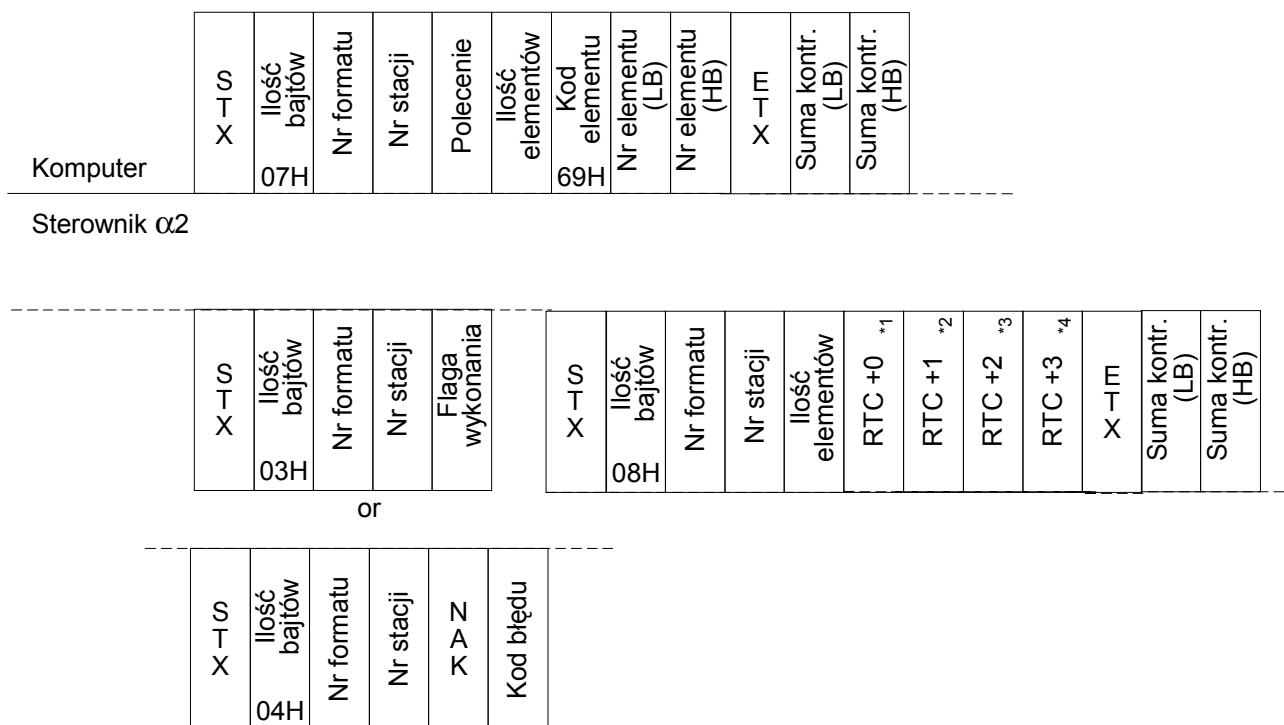 STX
Ilość bajtów
07H
Nr formatu
Nr stacji
Polecenie
Ilość elementów
Kod elementu
69H
Nr elementu (LB)
Nr elementu (HB)
ETX
Suma kontr. (LB)
Suma kontr. (HB)
Komputer
Sterownik α2
STX
Ilość bajtów
03H
Nr formatu
Nr stacji
Flaga wykonania
STX
Ilość bajtów
08H
Nr formatu
Nr stacji
Ilość elementów
RTC +0 *1
RTC +1 *2
RTC +2 *3
RTC +3 *4
ETX
Suma kontr. (LB)
Suma kontr. (HB)
or
STX
Ilość bajtów
04H
Nr formatu
Nr stacji
NAK
Kod błędu